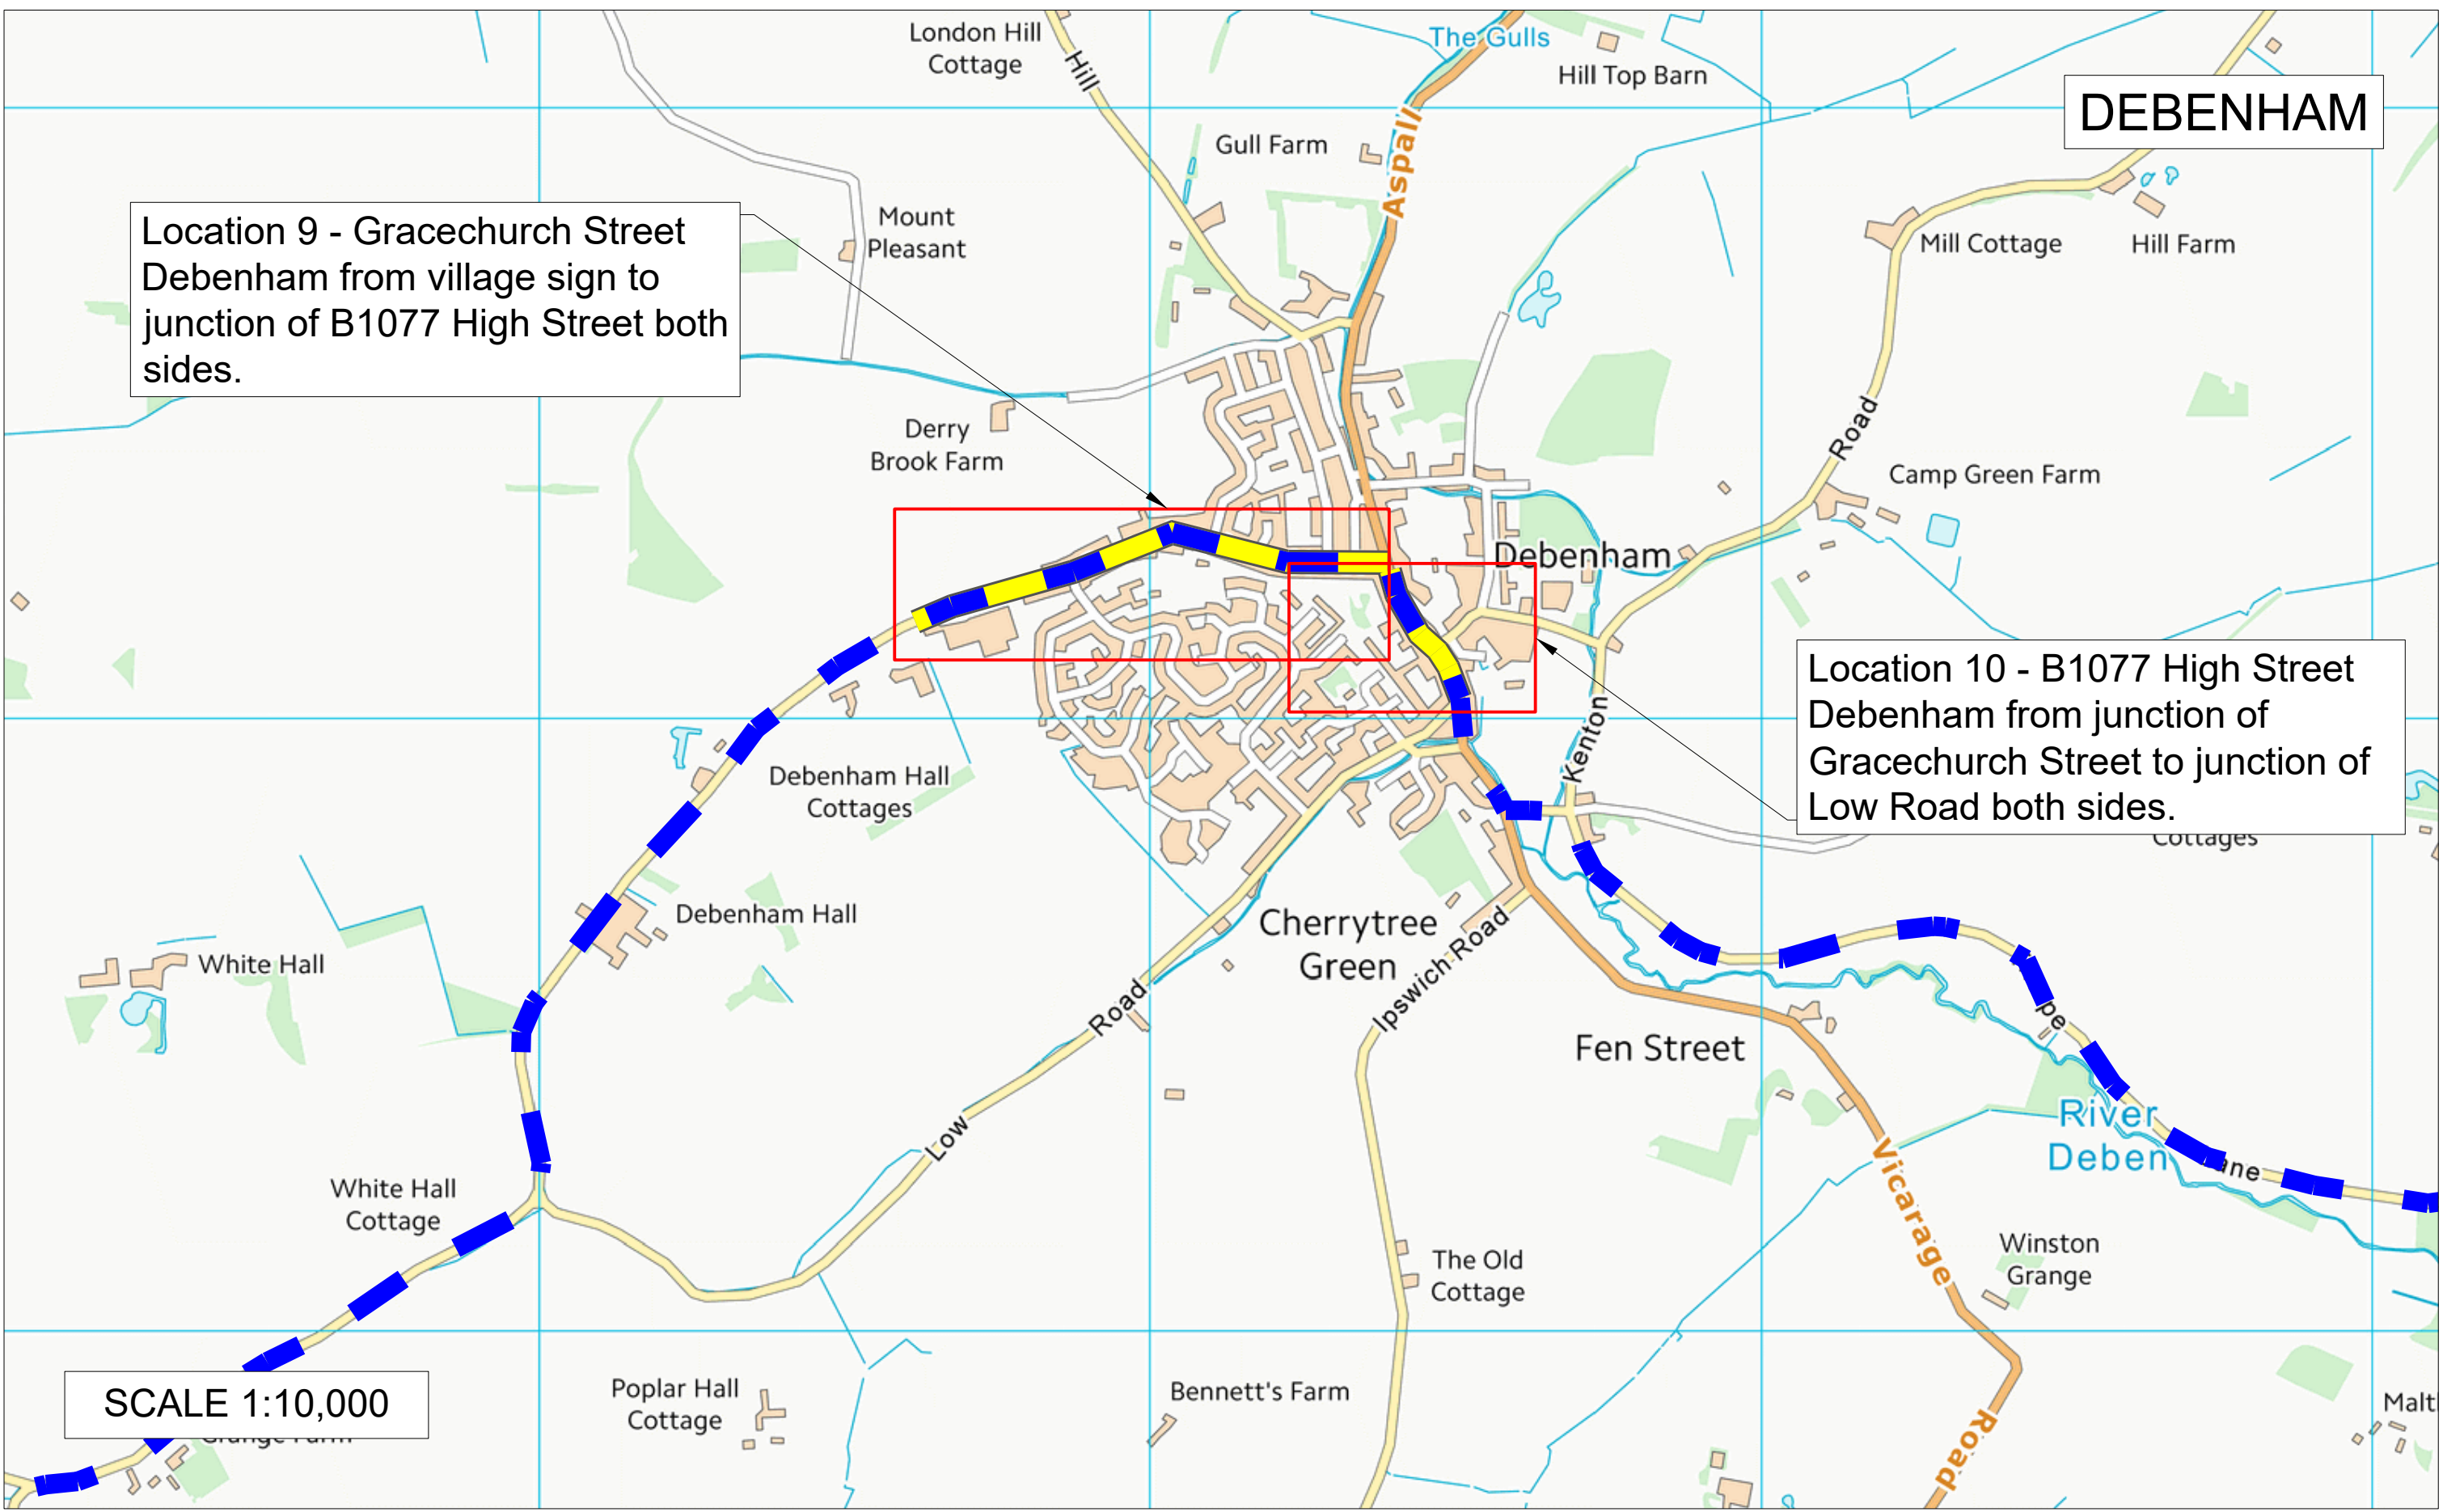 London Hill
Cottage
Hill
The Gulls
Hill Top Barn
DEBENHAM
Gull Farm
Aspall
Location 9 - Gracechurch Street
Debenham from village sign to
junction of B1077 High Street both
sides.
Mount
Pleasant
Mill Cottage
Hill Farm
Derry
Brook Farm
Road
Camp Green Farm
Debenham
Location 10 - B1077 High Street
Debenham from junction of
Gracechurch Street to junction of
Low Road both sides.
Kenton
Cottages
Debenham Hall
Cottages
Debenham Hall
White Hall
Cherrytree
Green
Ipswich Road
Road
Low
Fen Street
pe
River
Deben
ane
Vicarage
Road
White Hall
Cottage
Winston
Grange
The Old
Cottage
SCALE 1:10,000
Grange Farm
Poplar Hall
Cottage
Bennett's Farm
Malt